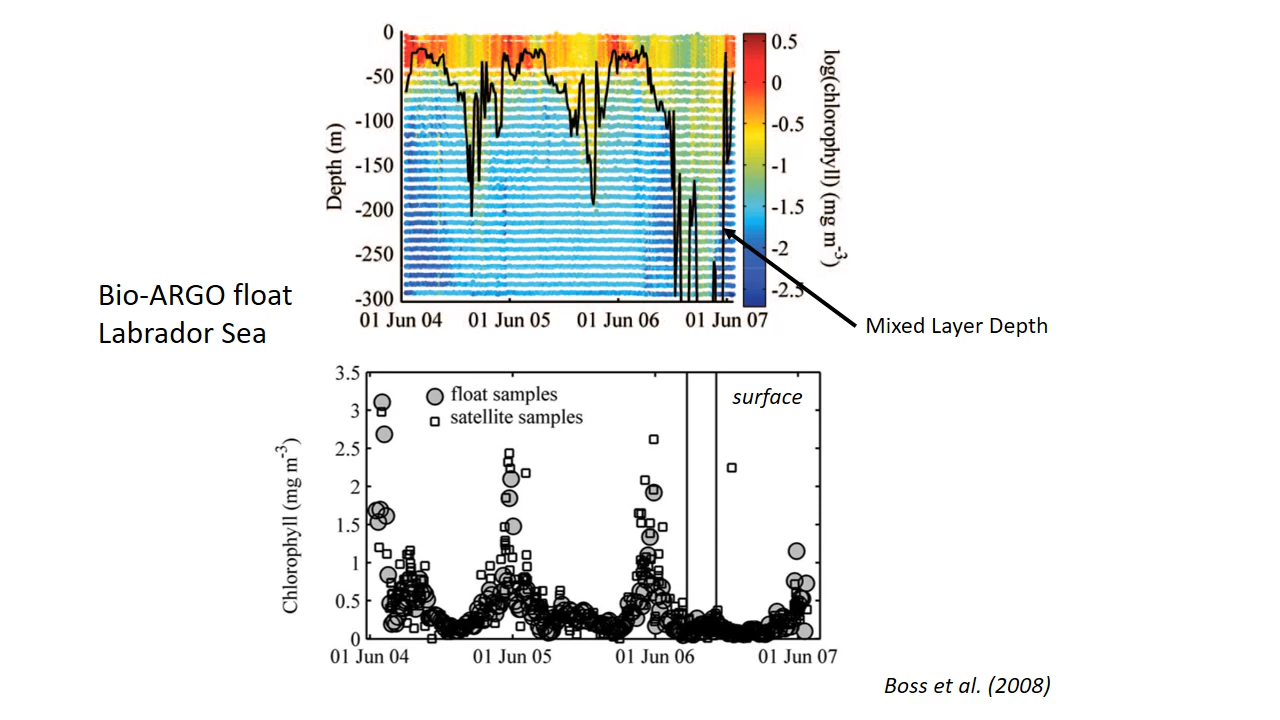 0
-50
-100
-150
-200
-250
-300
Depth (m)
01 Jun 04
01 Jun 05
01 Jun 06
01 Jun 07
0.5
0
-0.5
-1
-1.5
-2
-2.5
log(chlorophyll) (mg m-3)
Bio-ARGO float
Labrador Sea
Mixed Layer Depth
3.5
3
2.5
2
1.5
1
0.5
0
Chlorophyll (mg m-3)
float samples
satellite samples
surface
01 Jun 04
01 Jun 05
01 Jun 06
01 Jun 07
Boss et al. (2008)